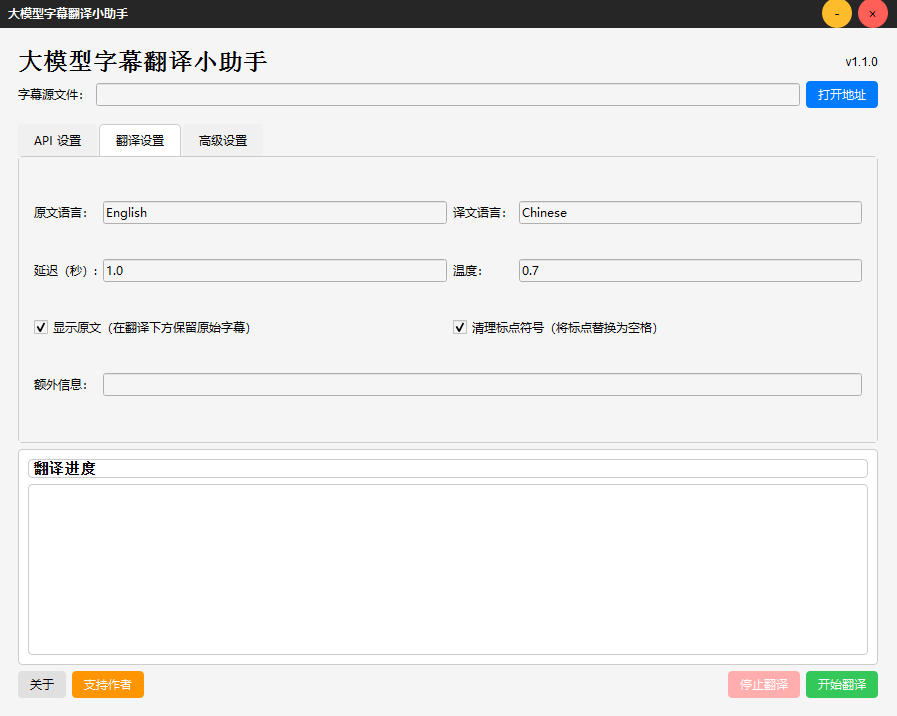 大模型字幕翻译小助手
- ×
大模型字幕翻译小助手
v1.1.0
字幕源文件： 打开地址
API 设置 翻译设置 高级设置
原文语言： English 译文语言： Chinese
延迟（秒）： 1.0 温度： 0.7
显示原文（在翻译下方保留原始字幕） 清理标点符号（将标点替换为空格）
额外信息：
翻译进度
关于 支持作者 停止翻译 开始翻译